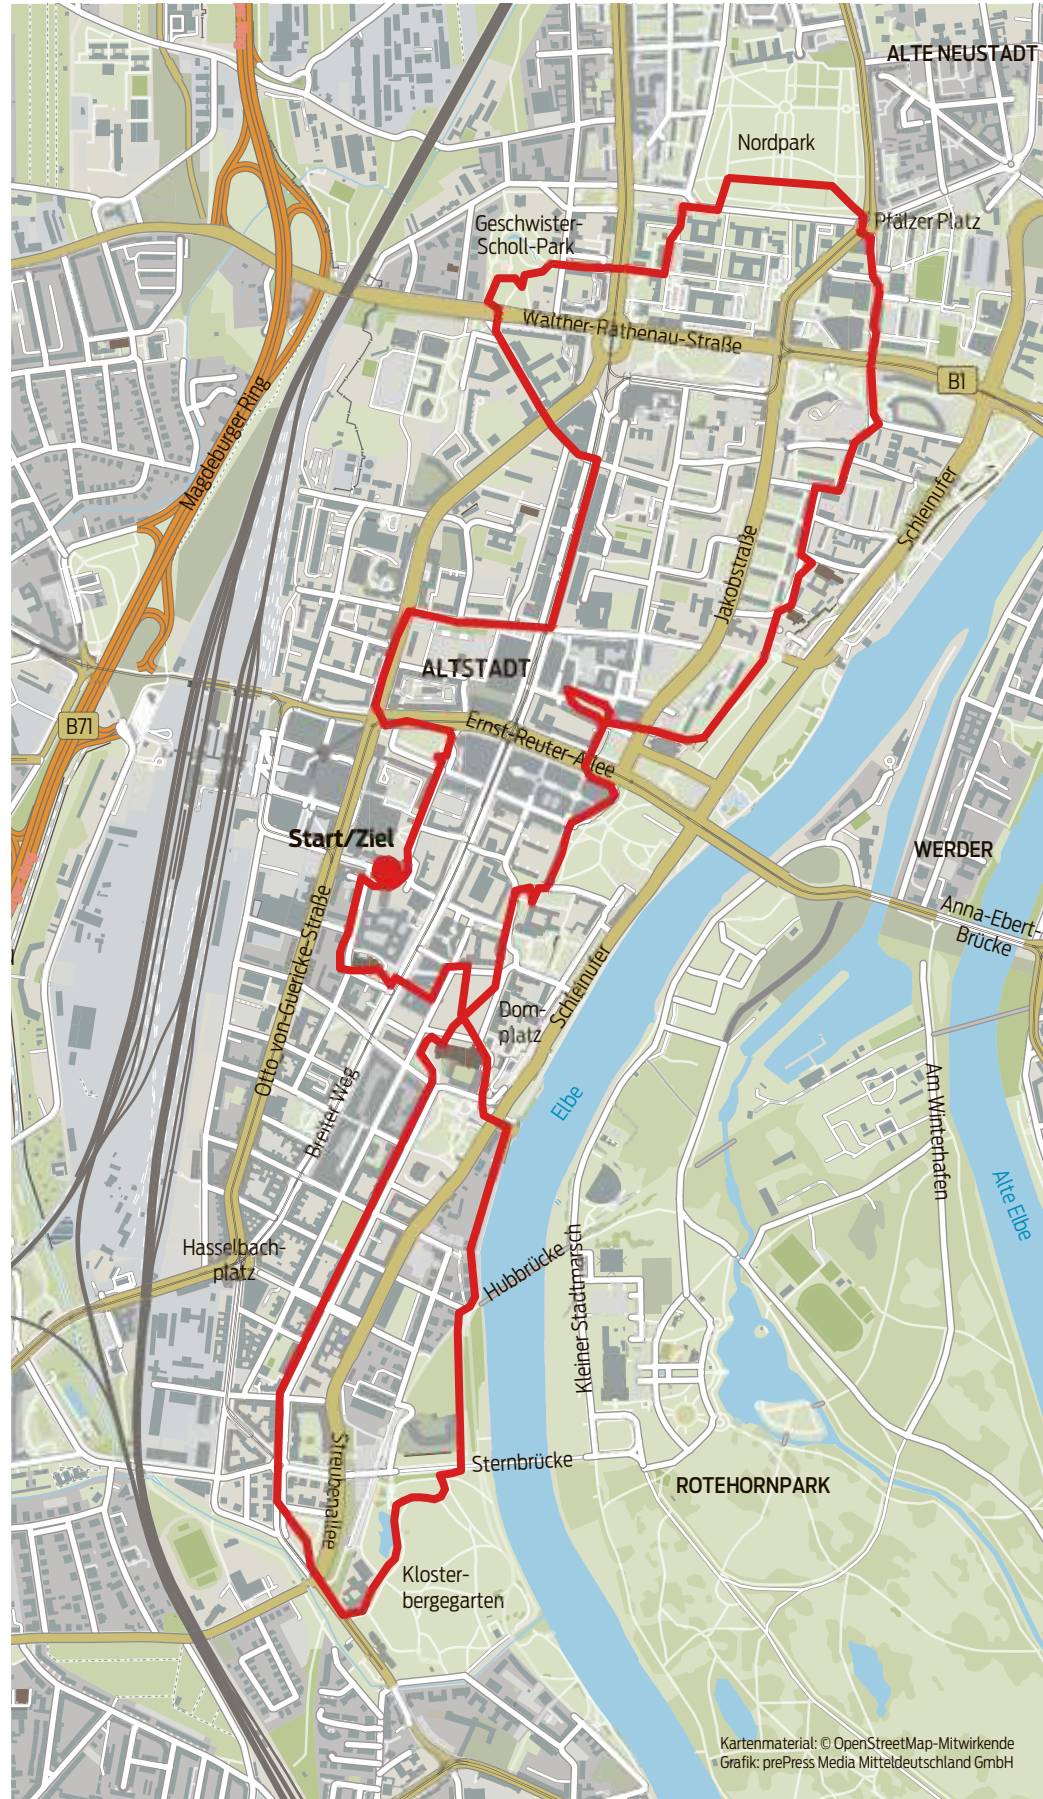 ALTE NEUSTADT
Nordpark
Geschwister-
Scholl-Park
Pfälzer Platz
Walther-Rathenau-Straße
B1
Magdeburger Ring
Schleinufer
Jakobstraße
ALTSTADT
B71
Ernst-Reuter-Allee
Start/Ziel
WERDER
Anna-Ebert-
Brücke
Otto-von-Guericke-Straße
Schleinufer
Dom-
platz
Breiter Weg
Elbe
Am Winterhafen
Alte Elbe
Hasselbach-
platz
Hubbrücke
Kleiner Stadtmarsch
Sternbrücke
Steubenallee
ROTEHORNPARK
Kloster-
bergegarten
Kartenmaterial: © OpenStreetMap-Mitwirkende
Grafik: prePress Media Mitteldeutschland GmbH